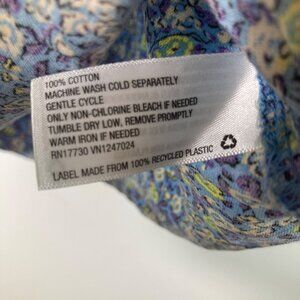 100% COTTON
MACHINE WASH COLD SEPARATELY
GENTLE CYCLE
ONLY NON-CHLORINE BLEACH IF NEEDED
TUMBLE DRY LOW, REMOVE PROMPTLY
WARM IRON IF NEEDED
RN17730 VN1247024
LABEL MADE FROM 100% RECYCLED PLASTIC